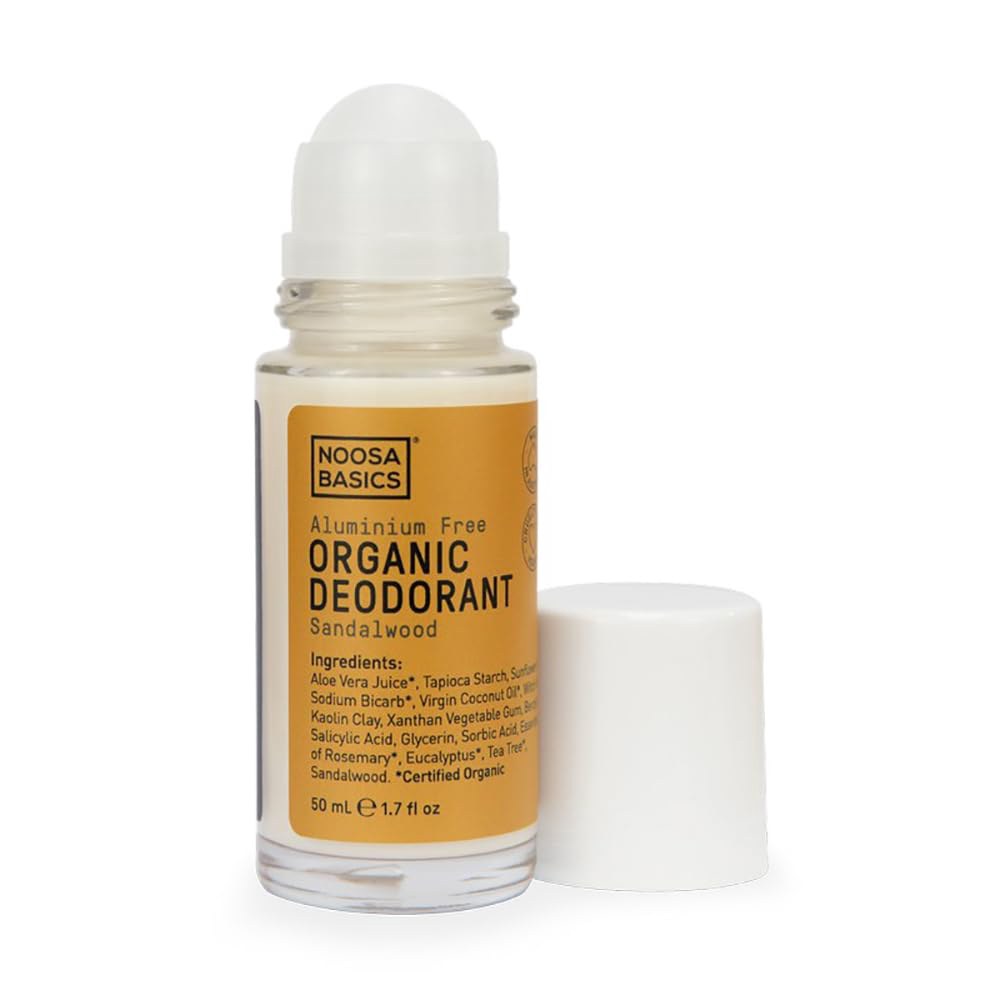 NOOSA
BASICS®
Aluminium Free
ORGANIC
DEODORANT
Sandalwood
Ingredients:
Aloe Vera Juice*, Tapioca Starch,
Sodium Bicarb*, Virgin Coconut Oil*,
Kaolin Clay, Xanthan Vegetable Gum,
Salicylic Acid, Glycerin, Sorbic Acid,
of Rosemary*, Eucalyptus*, Tea Tree*,
Sandalwood. *Certified Organic
50 mL ℮ 1.7 fl oz